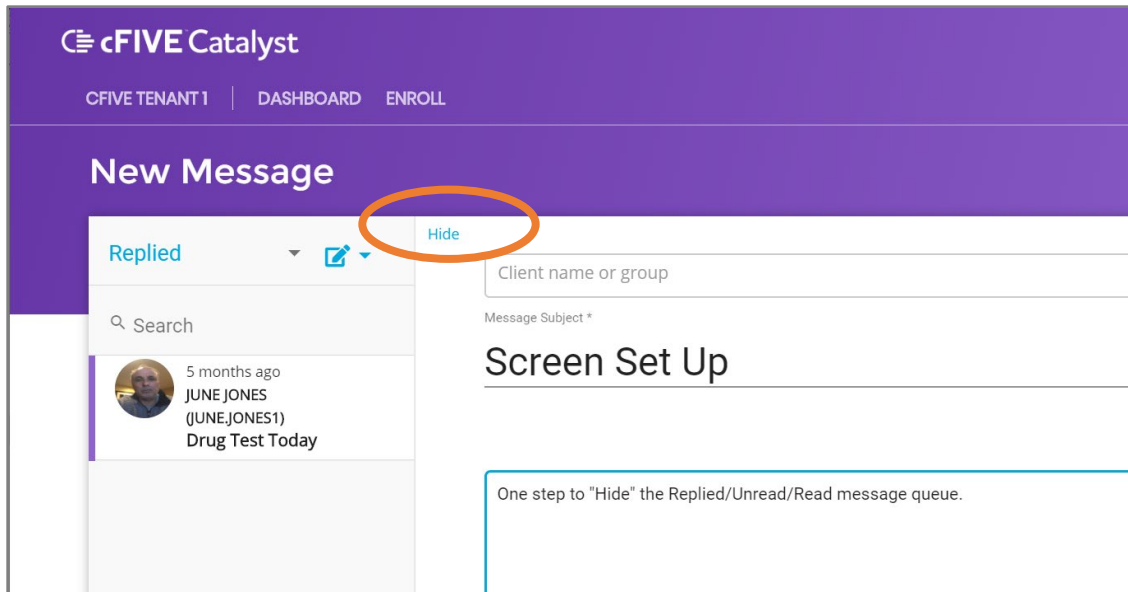 cFIVE Catalyst
CFIVE TENANT 1 DASHBOARD ENROLL
New Message
Replied
Search
5 months ago
JUNE JONES
(JUNE.JONES1)
Drug Test Today
Hide
Client name or group
Message Subject *
Screen Set Up
One step to "Hide" the Replied/Unread/Read message queue.